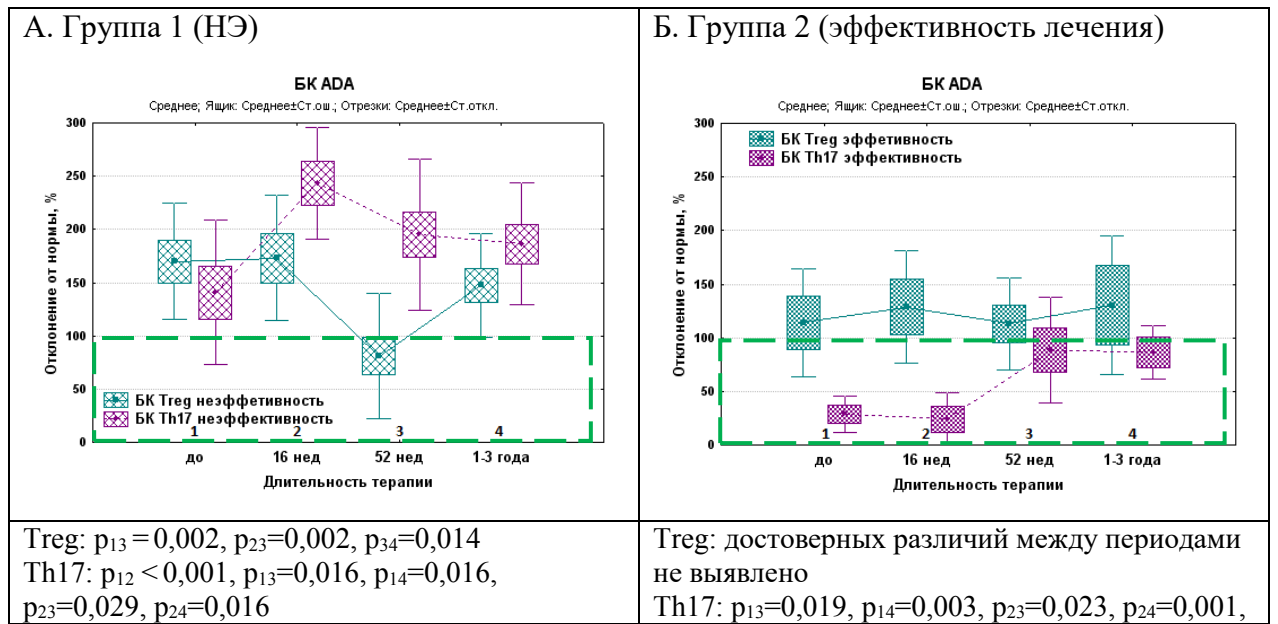 А. Группа 1 (НЭ)
БК ADA
Среднее; Ящик: Среднее±Ст.ош.; Отрезки: Среднее±Ст.откл.
Отклонение от нормы, %
300
250
200
150
100
50
0
БК Treg неэффетивность
БК Th17 неэффективность
1 2 3 4
до 16 нед 52 нед 1-3 года
Длительность терапии
Treg: p13 = 0,002, p23=0,002, p34=0,014
Th17: p12 <0,001, p13=0,016, p14=0,016,
p23=0,029, p24=0,016
Б. Группа 2 (эффективность лечения)
БК ADA
Среднее; Ящик: Среднее±Ст.ош.; Отрезки: Среднее±Ст.откл.
Отклонение от нормы, %
300
250
200
150
100
50
0
БК Treg эффетивность
БК Th17 эффективность
1 2 3 4
до 16 нед 52 нед 1-3 года
Длительность терапии
Treg: достоверных различий между периодами
не выявлено
Th17: p13=0,019, p14=0,003, p23=0,023, p24=0,001,